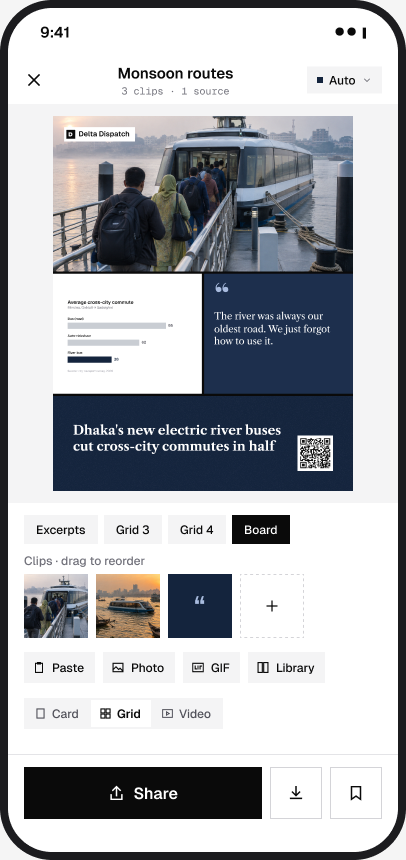 9:41
Monsoon routes
3 clips · 1 source
Auto
D Delta Dispatch
Average cross-city commute
“
The river was always our
oldest road. We just forgot
how to use it.
Dhaka's new electric river buses
cut cross-city commutes in half
Excerpts
Grid 3
Grid 4
Board
Clips · drag to reorder
“
+
Paste
Photo
GIF
Library
Card
Grid
Video
Share